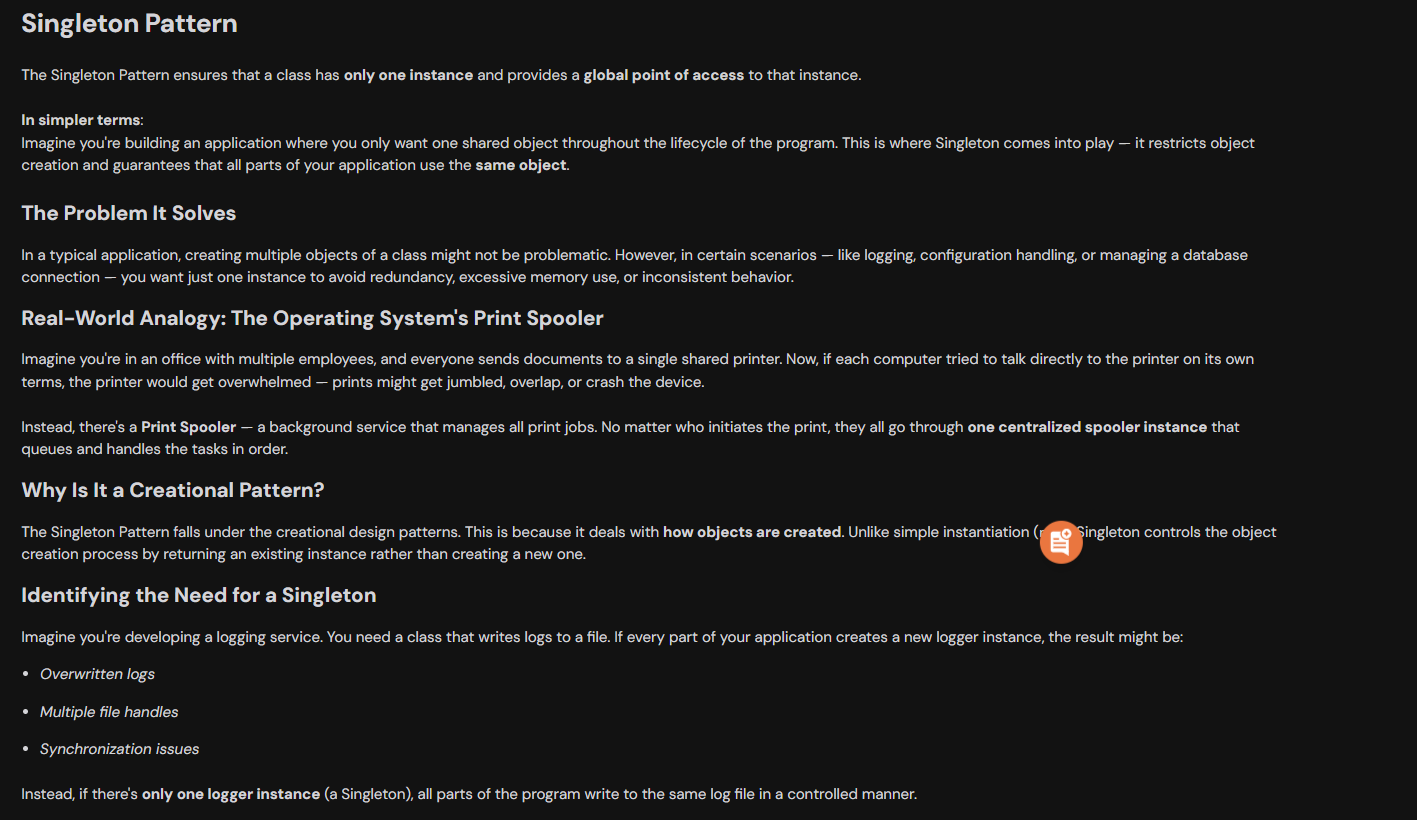 Singleton Pattern
The Singleton Pattern ensures that a class has only one instance and provides a global point of access to that instance.
In simpler terms:
Imagine you're building an application where you only want one shared object throughout the lifecycle of the program. This is where Singleton comes into play — it restricts object
creation and guarantees that all parts of your application use the same object.
The Problem It Solves
In a typical application, creating multiple objects of a class might not be problematic. However, in certain scenarios — like logging, configuration handling, or managing a database
connection — you want just one instance to avoid redundancy, excessive memory use, or inconsistent behavior.
Real-World Analogy: The Operating System's Print Spooler
Imagine you're in an office with multiple employees, and everyone sends documents to a single shared printer. Now, if each computer tried to talk directly to the printer on its own
terms, the printer would get overwhelmed — prints might get jumbled, overlap, or crash the device.
Instead, there's a Print Spooler — a background service that manages all print jobs. No matter who initiates the print, they all go through one centralized spooler instance that
queues and handles the tasks in order.
Why Is It a Creational Pattern?
The Singleton Pattern falls under the creational design patterns. This is because it deals with how objects are created. Unlike simple instantiation ( Singleton controls the object
creation process by returning an existing instance rather than creating a new one.
Identifying the Need for a Singleton
Imagine you're developing a logging service. You need a class that writes logs to a file. If every part of your application creates a new logger instance, the result might be:
• Overwritten logs
• Multiple file handles
• Synchronization issues
Instead, if there's only one logger instance (a Singleton), all parts of the program write to the same log file in a controlled manner.